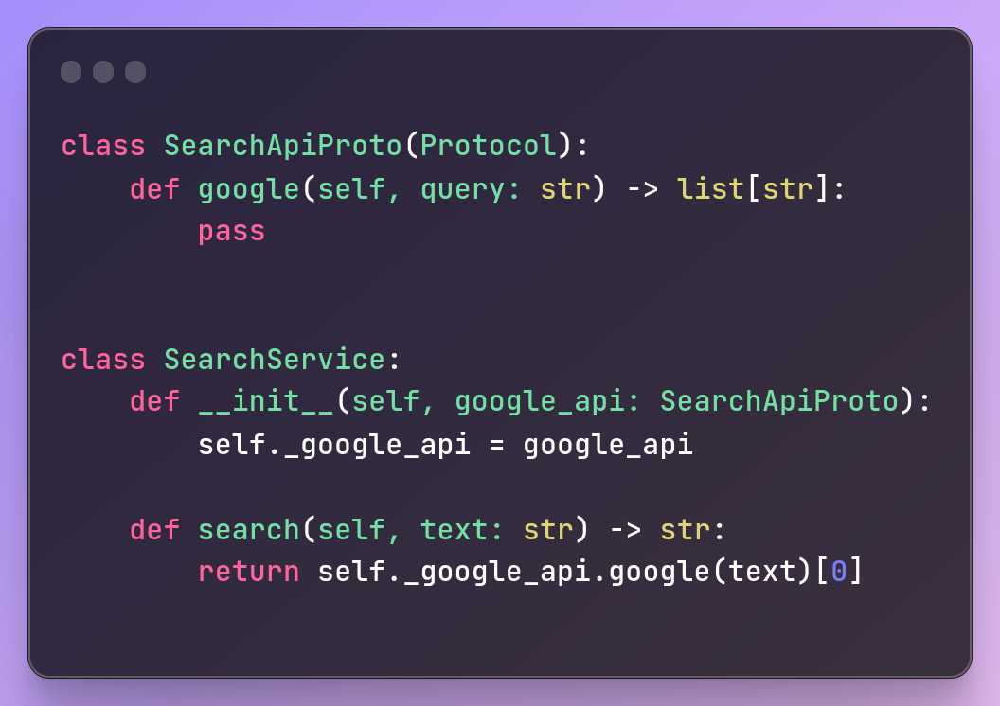 class SearchApiProto(Protocol):
    def google(self, query: str) -> list[str]:
        pass


class SearchService:
    def __init__(self, google_api: SearchApiProto):
        self._google_api = google_api

    def search(self, text: str) -> str:
        return self._google_api.google(text)[0]